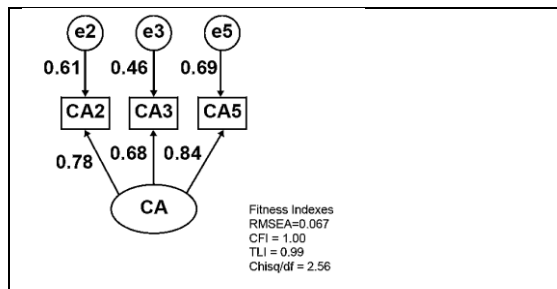 e2 e3 e5
0.61 0.46 0.69
CA2 CA3 CA5
0.78 0.68 0.84
CA
Fitness Indexes
RMSEA=0.067
CFI = 1.00
TLI = 0.99
Chisq/df = 2.56